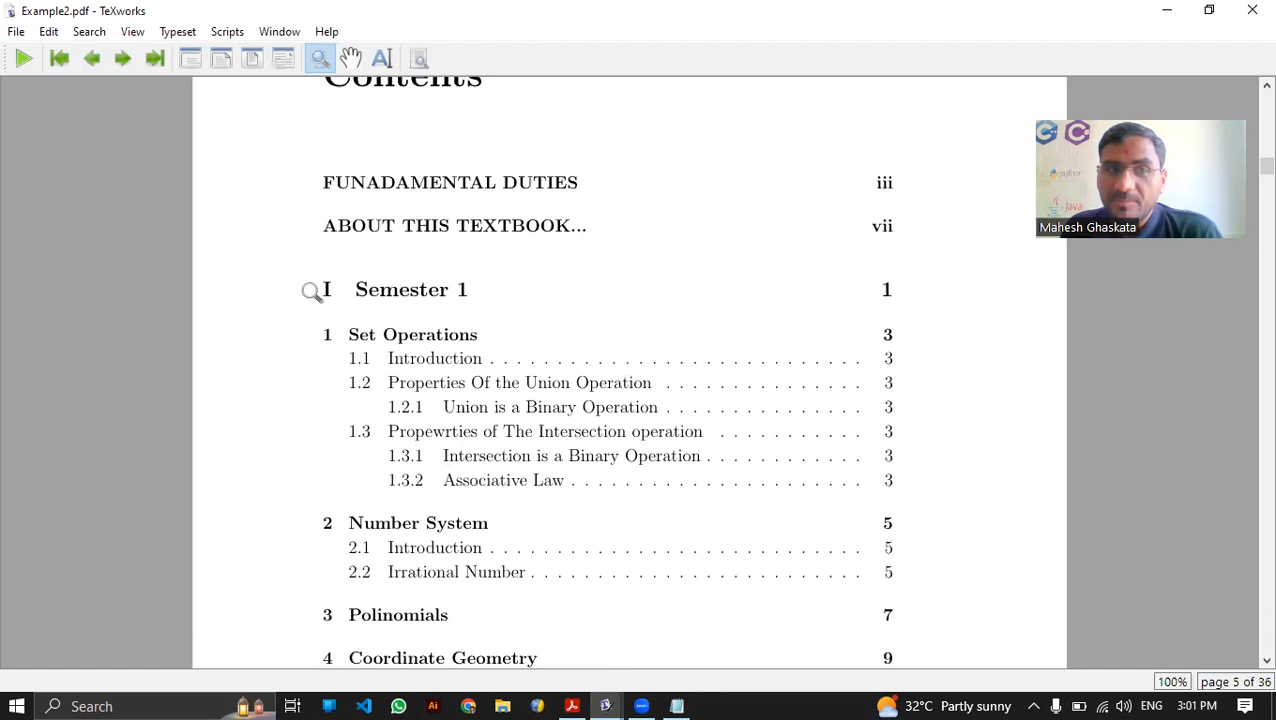 Example2.pdf - TeXworks
File Edit Search View Typeset Scripts Window Help
Contents
FUNADAMENTAL DUTIES iii
ABOUT THIS TEXTBOOK... vii
I Semester 1 1
1 Set Operations 3
1.1 Introduction . . . . . . . . . . . . . . . . . . . . . . . . . . . . 3
1.2 Properties Of the Union Operation . . . . . . . . . . . . . . . 3
1.2.1 Union is a Binary Operation . . . . . . . . . . . . . . . 3
1.3 Propewrties of The Intersection operation . . . . . . . . . . . 3
1.3.1 Intersection is a Binary Operation . . . . . . . . . . . . 3
1.3.2 Associative Law . . . . . . . . . . . . . . . . . . . . . . 3
2 Number System 5
2.1 Introduction . . . . . . . . . . . . . . . . . . . . . . . . . . . . 5
2.2 Irrational Number . . . . . . . . . . . . . . . . . . . . . . . . . 5
3 Polinomials 7
4 Coordinate Geometry 9
python
Java
Mahesh Ghaskata
100% page 5 of 36
Search
Ai
32°C Partly sunny
ENG
3:01 PM